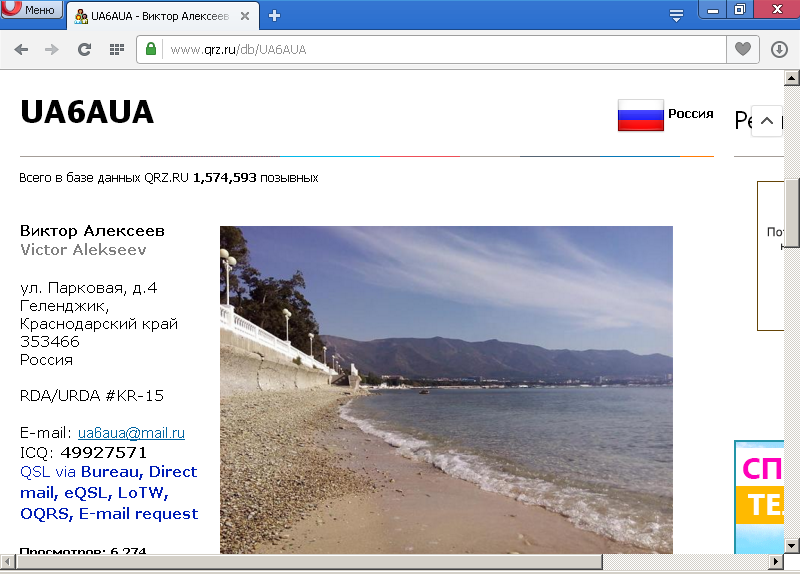 Меню
UA6AUA - Виктор Алексеев
www.qrz.ru/db/UA6AUA
UA6AUA
Россия
Всего в базе данных QRZ.RU 1,574,593 позывных
Виктор Алексеев
Victor Alekseev
ул. Парковая, д.4
Геленджик,
Краснодарский край
353466
Россия
RDA/URDA #KR-15
E-mail: ua6aua@mail.ru
ICQ: 49927571
QSL via Bureau, Direct
mail, eQSL, LoTW,
OQRS, E-mail request
Просмотров: 6,274
СП
ТЕ